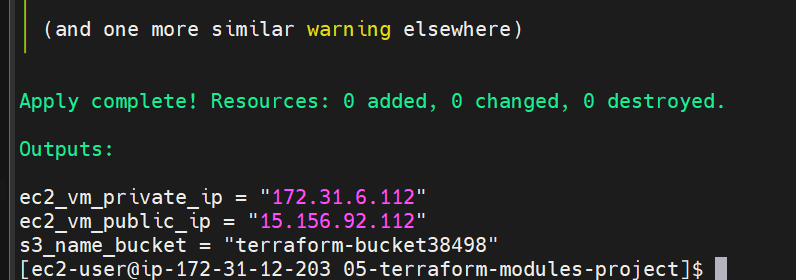 (and one more similar warning elsewhere)
Apply complete! Resources: 0 added, 0 changed, 0 destroyed.
Outputs:
ec2_vm_private_ip = "172.31.6.112"
ec2_vm_public_ip = "15.156.92.112"
s3_name_bucket = "terraform-bucket38498"
[ec2-user@ip-172-31-12-203 05-terraform-modules-project]$